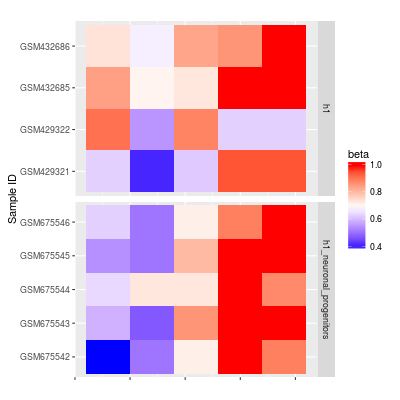 GSM432686
GSM432685
GSM429322
GSM429321
h1
GSM675546
GSM675545
GSM675544
GSM675543
GSM675542
h1_neuronal_progenitors
Sample ID
beta
1.0
0.8
0.6
0.4